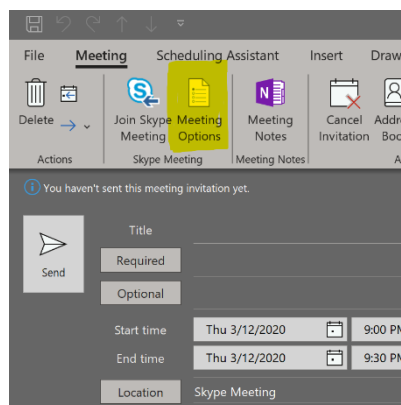 File Meeting Scheduling Assistant Insert Draw
Delete
Join Skype Meeting
Meeting Options
Meeting Notes
Cancel Invitation
Actions Skype Meeting Meeting Notes
You haven't sent this meeting invitation yet.
Send
Title
Required
Optional
Start time Thu 3/12/2020 9:00 PM
End time Thu 3/12/2020 9:30 PM
Location Skype Meeting